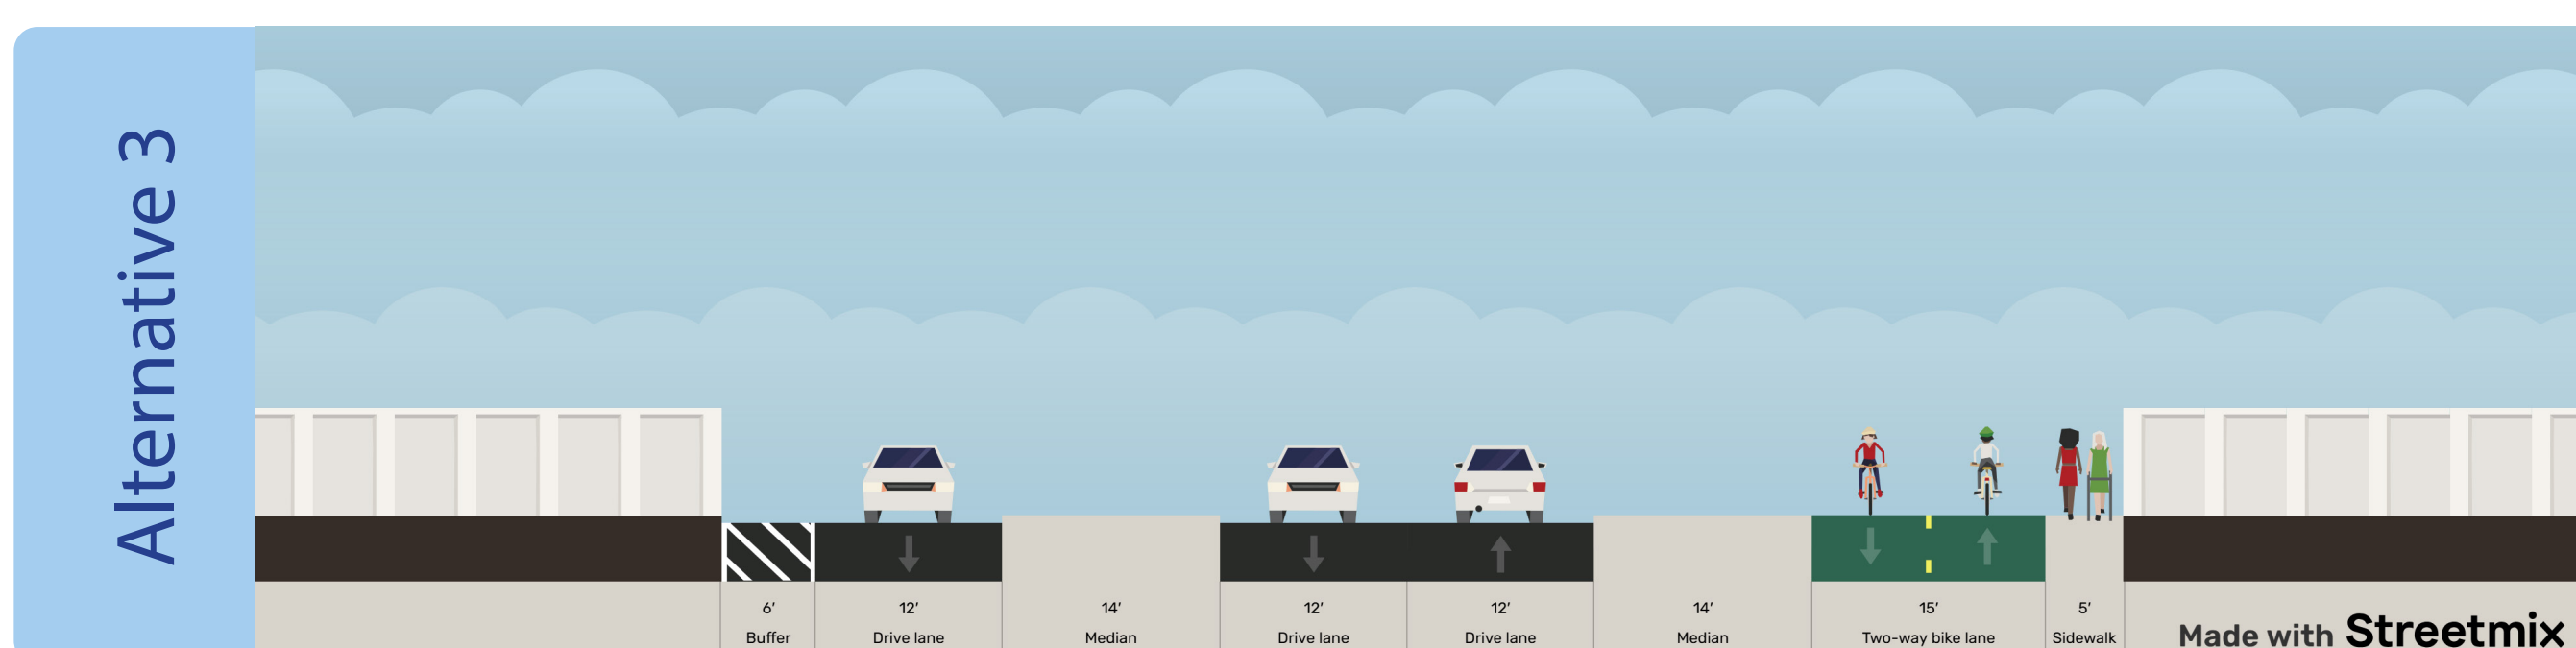 Alternative 3
6′
Buffer
12′
Drive lane
14′
Median
12′
Drive lane
12′
Drive lane
14′
Median
15′
Two-way bike lane
5′
Sidewalk
Made with Streetmix